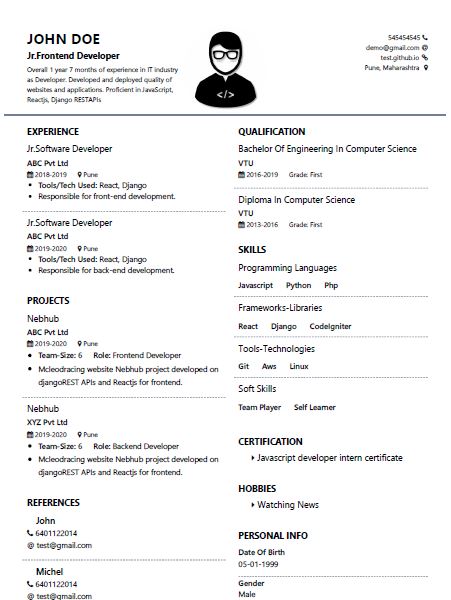 JOHN DOE
Jr.Frontend Developer
Overall 1 year 7 months of experience in IT industry
as Developer. Developed and deployed quality of
websites and applications. Proficient in JavaScript,
Reactjs, Django RESTAPIs
</>
545454545
demo@gmail.com @
test.github.io
Pune, Maharashtra
EXPERIENCE
Jr.Software Developer
ABC Pvt Ltd
2018-2019 Pune
• Tools/Tech Used: React, Django
• Responsible for front-end development.
Jr.Software Developer
ABC Pvt Ltd
2019-2020 Pune
• Tools/Tech Used: React, Django
• Responsible for back-end development.
PROJECTS
Nebhub
ABC Pvt Ltd
2019-2020 Pune
• Team-Size: 6 Role: Frontend Developer
• Mcleodracing website Nebhub project developed on
djangoREST APIs and Reactjs for frontend.
Nebhub
XYZ Pvt Ltd
2019-2020 Pune
• Team-Size: 6 Role: Backend Developer
• Mcleodracing website Nebhub project developed on
djangoREST APIs and Reactjs for frontend.
REFERENCES
John
6401122014
@ test@gmail.com
Michel
6401122014
@ test@gmail.com
QUALIFICATION
Bachelor Of Engineering In Computer Science
VTU
2016-2019 Grade: First
Diploma In Computer Science
VTU
2013-2016 Grade: First
SKILLS
Programming Languages
Javascript Python Php
Frameworks-Libraries
React Django CodeIgniter
Tools-Technologies
Git Aws Linux
Soft Skills
Team Player Self Learner
CERTIFICATION
Javascript developer intern certificate
HOBBIES
Watching News
PERSONAL INFO
Date Of Birth
05-01-1999
Gender
Male